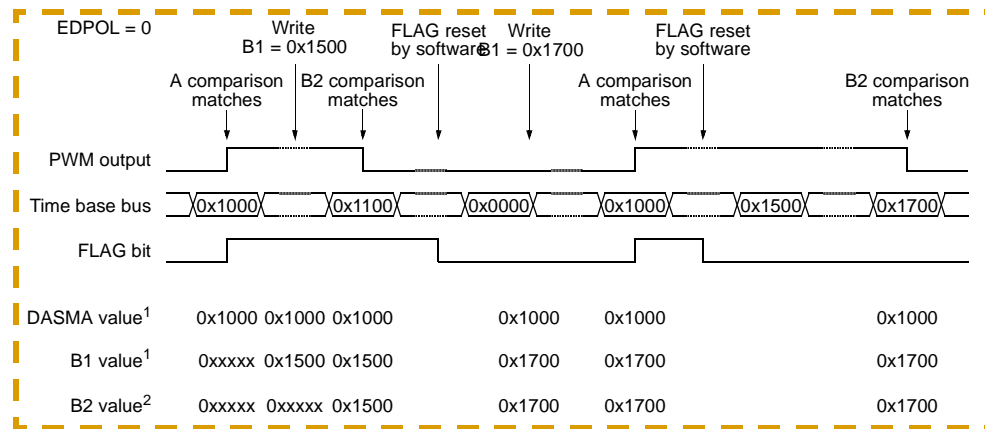 EDPOL = 0
Write
B1 = 0x1500
FLAG reset
by software
Write
B1 = 0x1700
FLAG reset
by software
A comparison
matches
B2 comparison
matches
A comparison
matches
B2 comparison
matches
PWM output
Time base bus 0x1000 0x1100 0x0000 0x1000 0x1500 0x1700
FLAG bit
DASMA value1 0x1000 0x1000 0x1000 0x1000 0x1000 0x1000
B1 value1 0xxxxx 0x1500 0x1500 0x1700 0x1700 0x1700
B2 value2 0xxxxx 0xxxxx 0x1500 0x1700 0x1700 0x1700